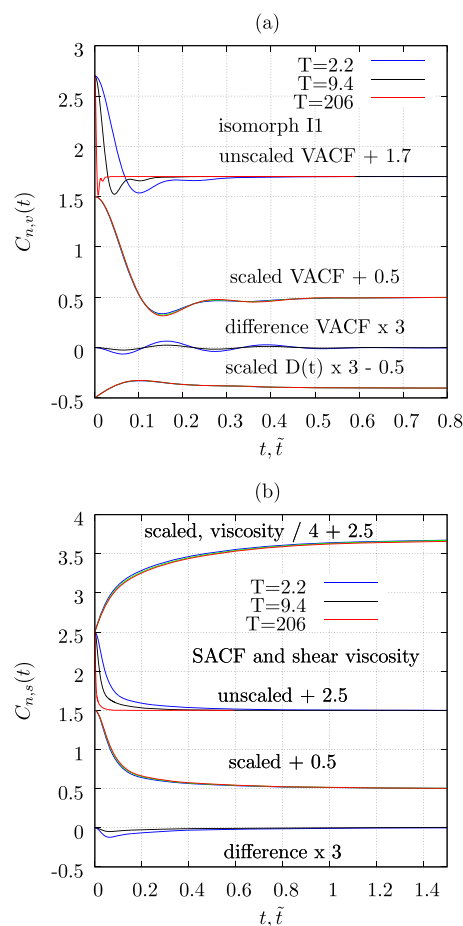 (a)
3
2.5
2
1.5
1
0.5
0
-0.5
C_{n,v}(t)
T=2.2
T=9.4
T=206
isomorph I1
unscaled VACF + 1.7
scaled VACF + 0.5
difference VACF x 3
scaled D(t) x 3 - 0.5
0 0.1 0.2 0.3 0.4 0.5 0.6 0.7 0.8
t, t̃
(b)
4
3.5
3
2.5
2
1.5
1
0.5
0
-0.5
C_{n,s}(t)
scaled, viscosity / 4 + 2.5
T=2.2
T=9.4
T=206
SACF and shear viscosity
unscaled + 2.5
scaled + 0.5
difference x 3
0 0.2 0.4 0.6 0.8 1 1.2 1.4
t, t̃